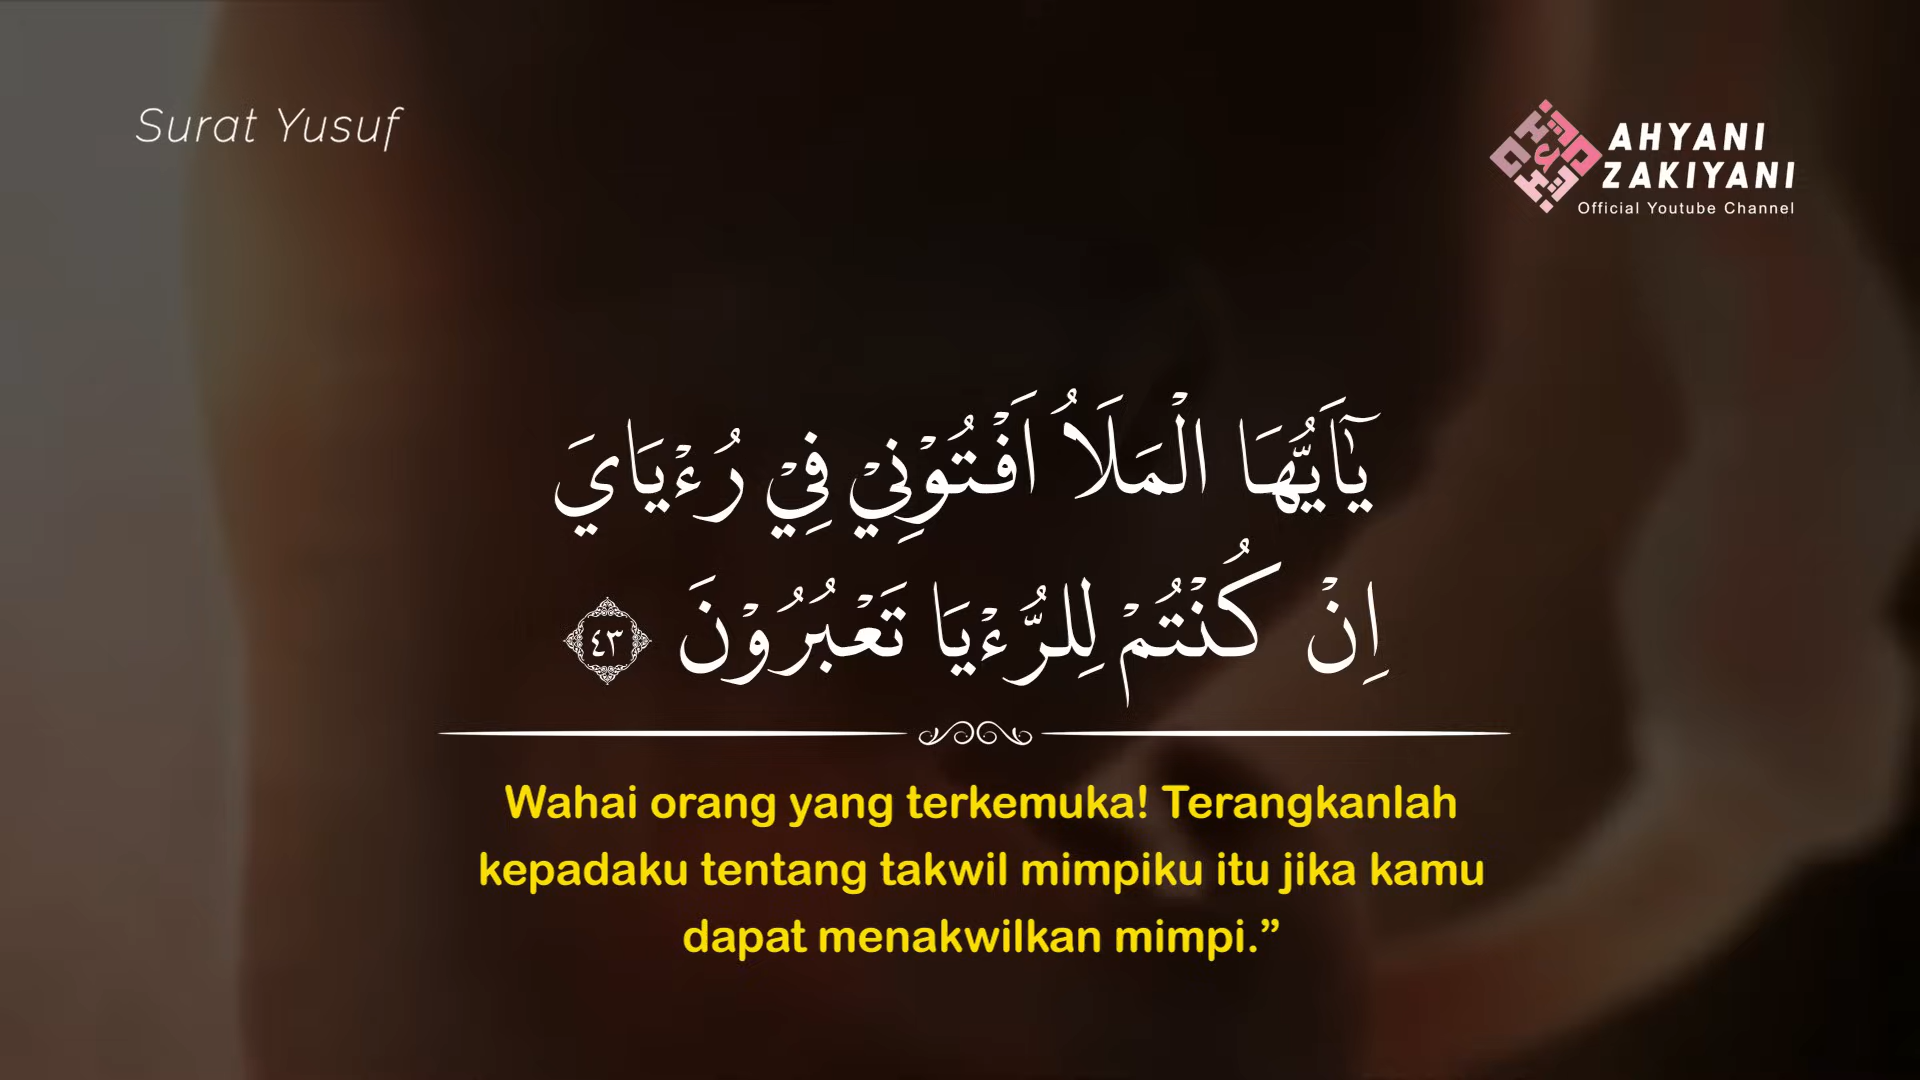 Surat Yusuf
AHYANI
ZAKIYANI
Official Youtube Channel
يٰٓاَيُّهَا الْمَلَاُ اَفْتُوْنِيْ فِيْ رُءْيَايَ
اِنْ كُنْتُمْ لِلرُّءْيَا تَعْبُرُوْنَ ٤٣
Wahai orang yang terkemuka! Terangkanlah
kepadaku tentang takwil mimpiku itu jika kamu
dapat menakwilkan mimpi.”